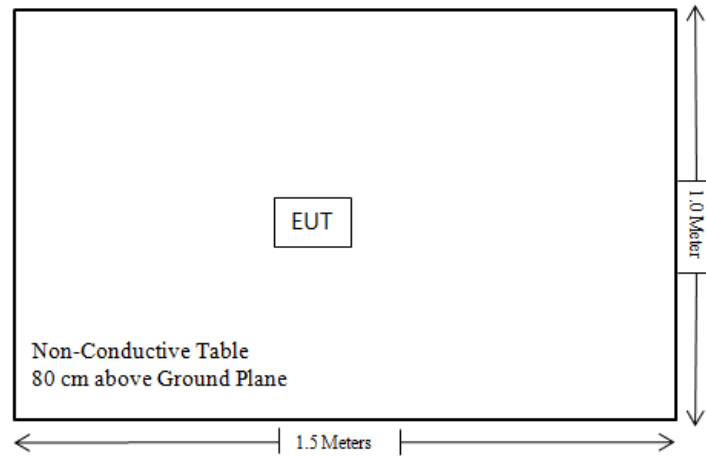 EUT
1.0 Meter
Non-Conductive Table
80 cm above Ground Plane
1.5 Meters